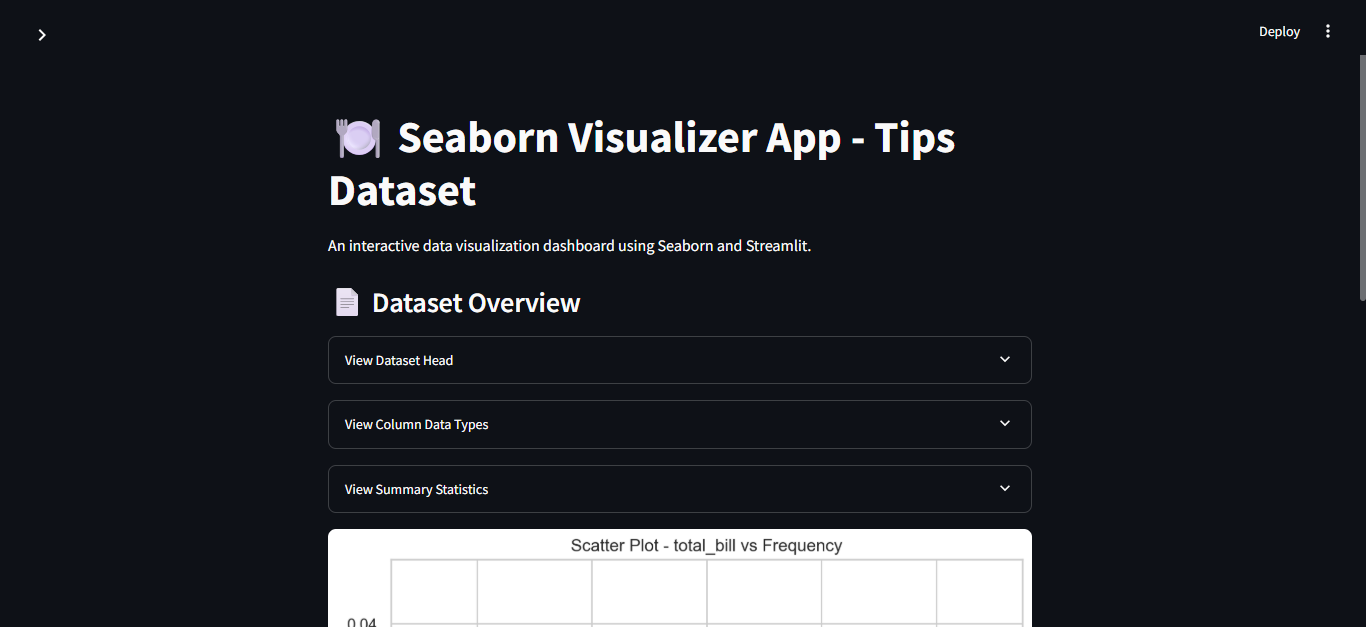 Deploy
Seaborn Visualizer App - Tips
Dataset
An interactive data visualization dashboard using Seaborn and Streamlit.
Dataset Overview
View Dataset Head
View Column Data Types
View Summary Statistics
Scatter Plot - total_bill vs Frequency
0.04